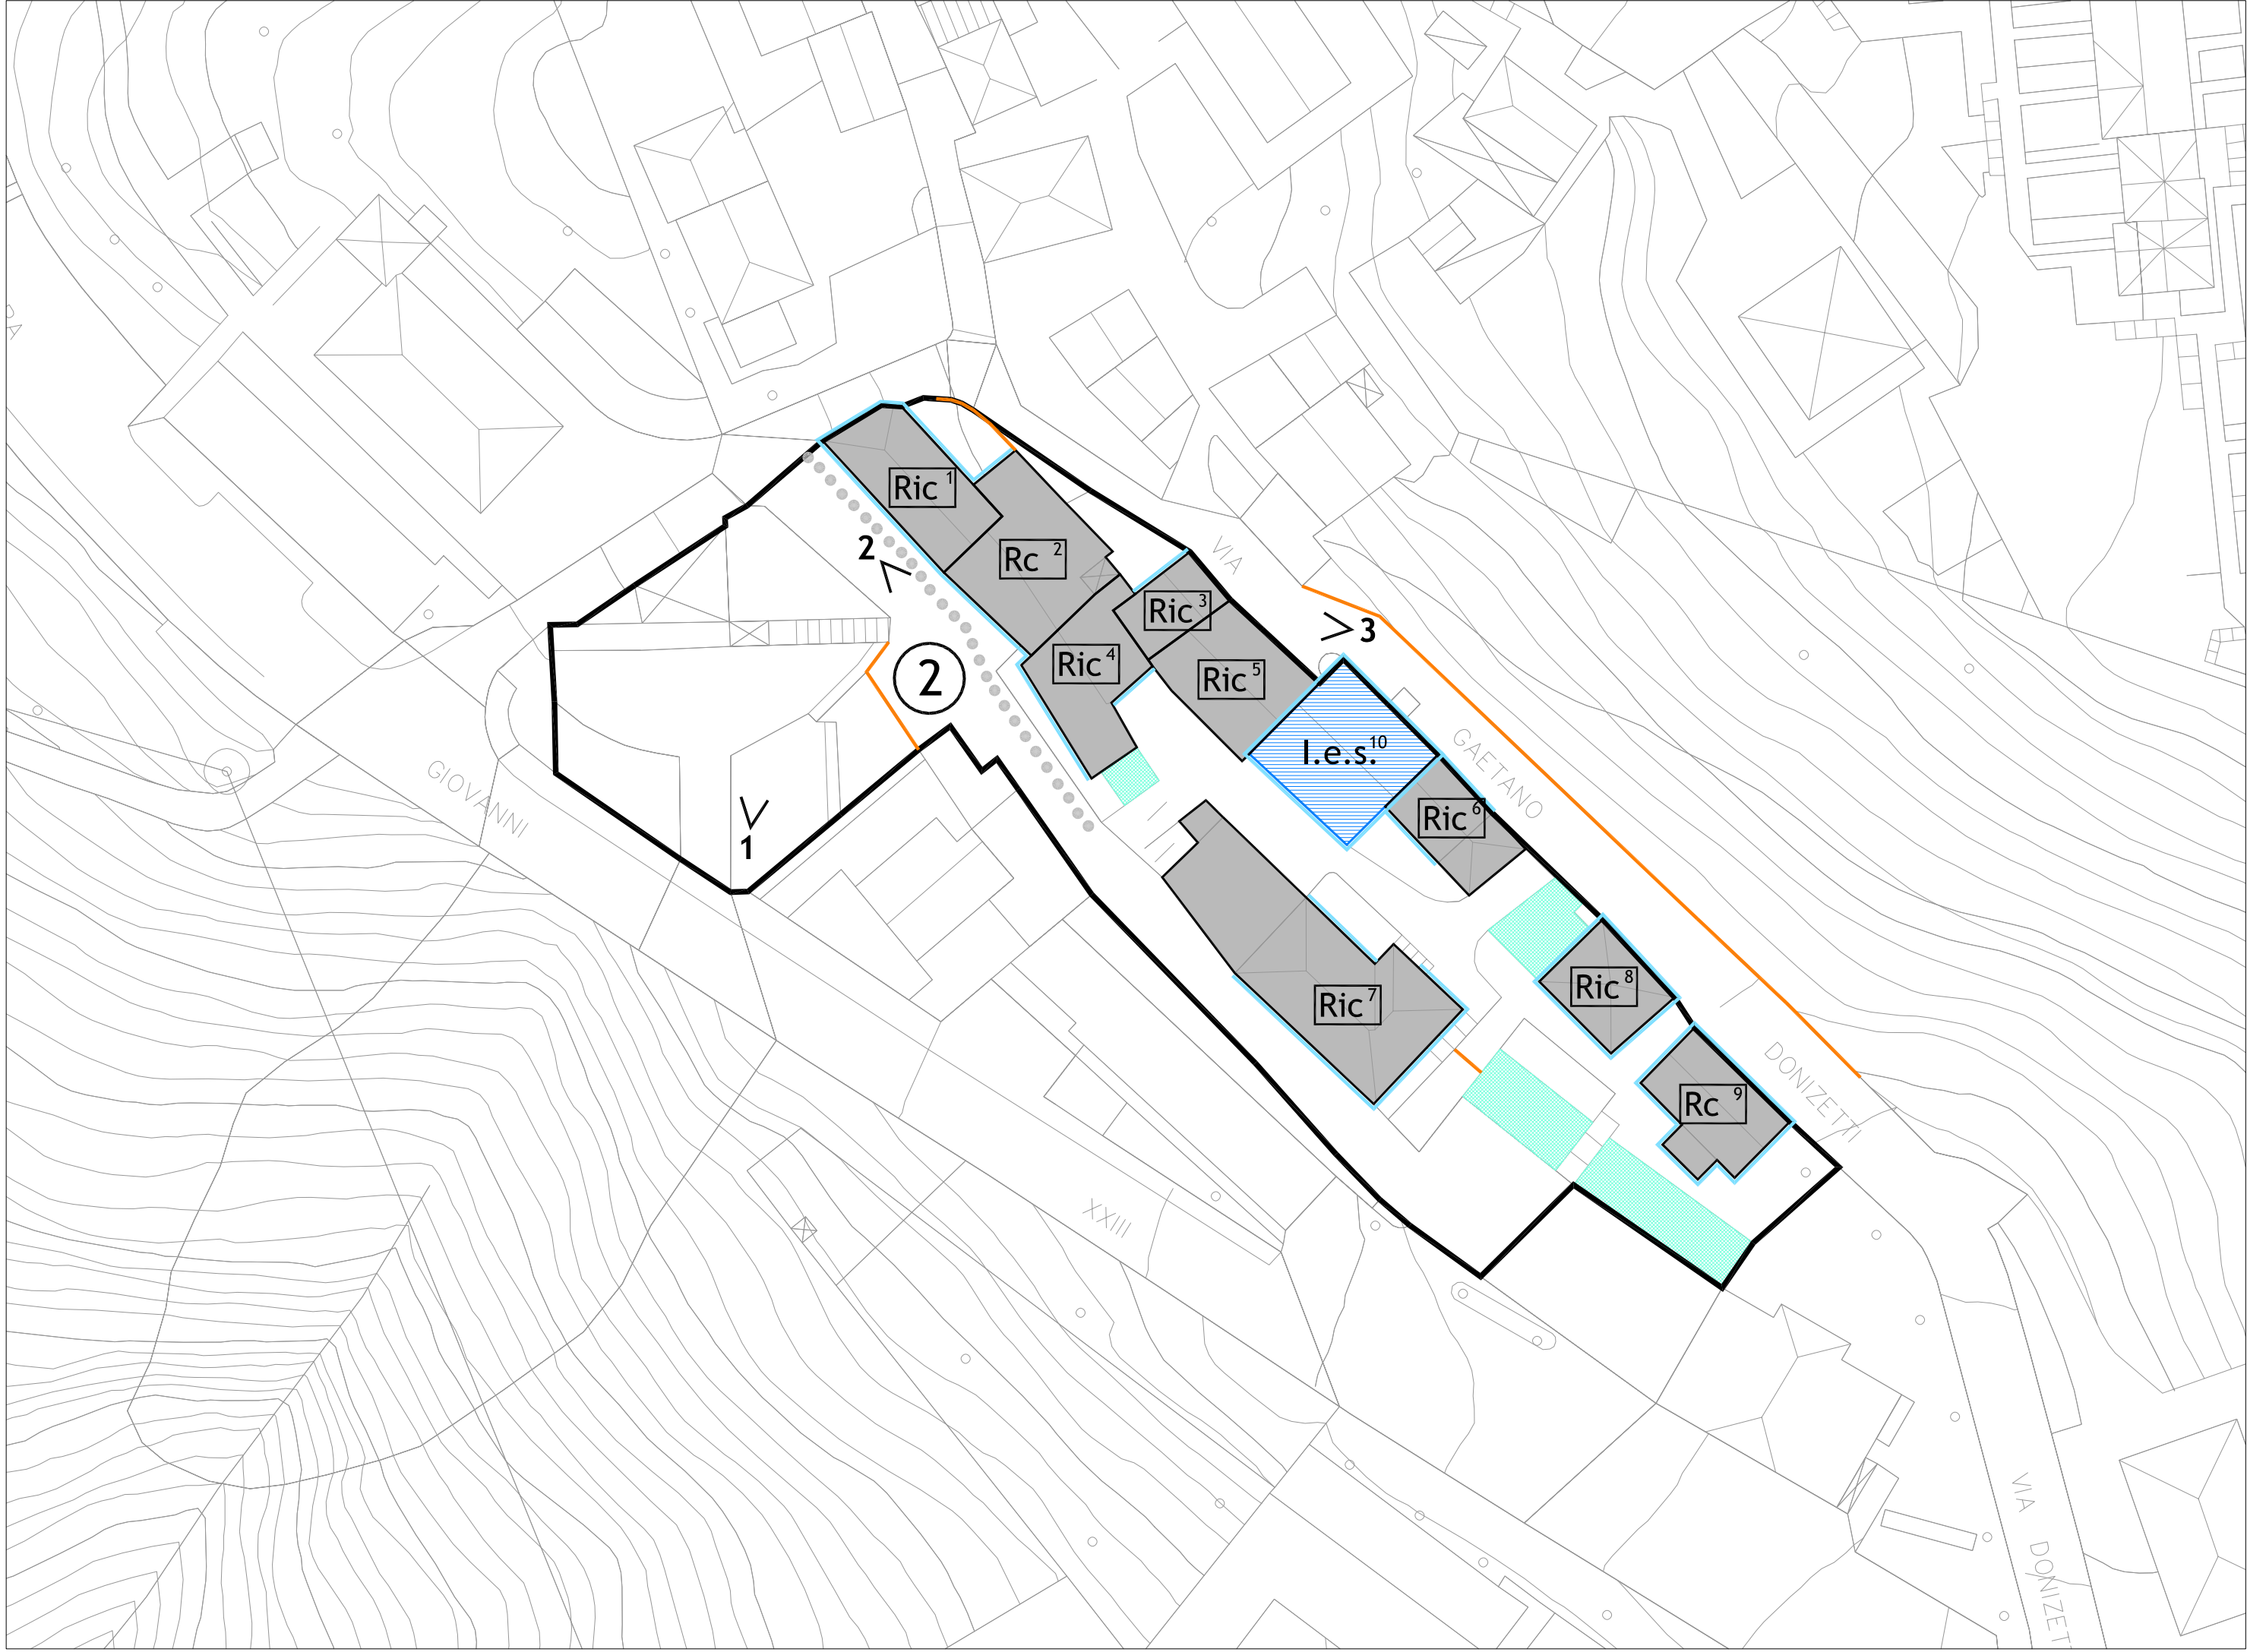 Ric 1
2
Rc 2
VIA
Ric 3
3
Ric 4
2
Ric 5
I.e.s. 10
GAETANO
GIOVANNI
Ric 6
1
Ric 8
Ric 7
DONIZETTI
Rc 9
XXIII
VIA DONIZET